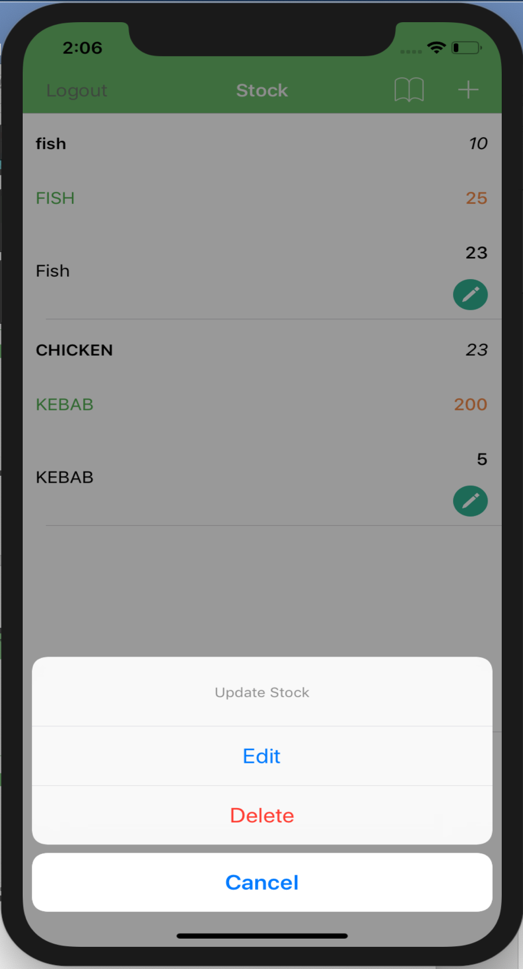 2:06
Logout Stock
fish 10
FISH 25
Fish 23
CHICKEN 23
KEBAB 200
KEBAB 5
Update Stock
Edit
Delete
Cancel